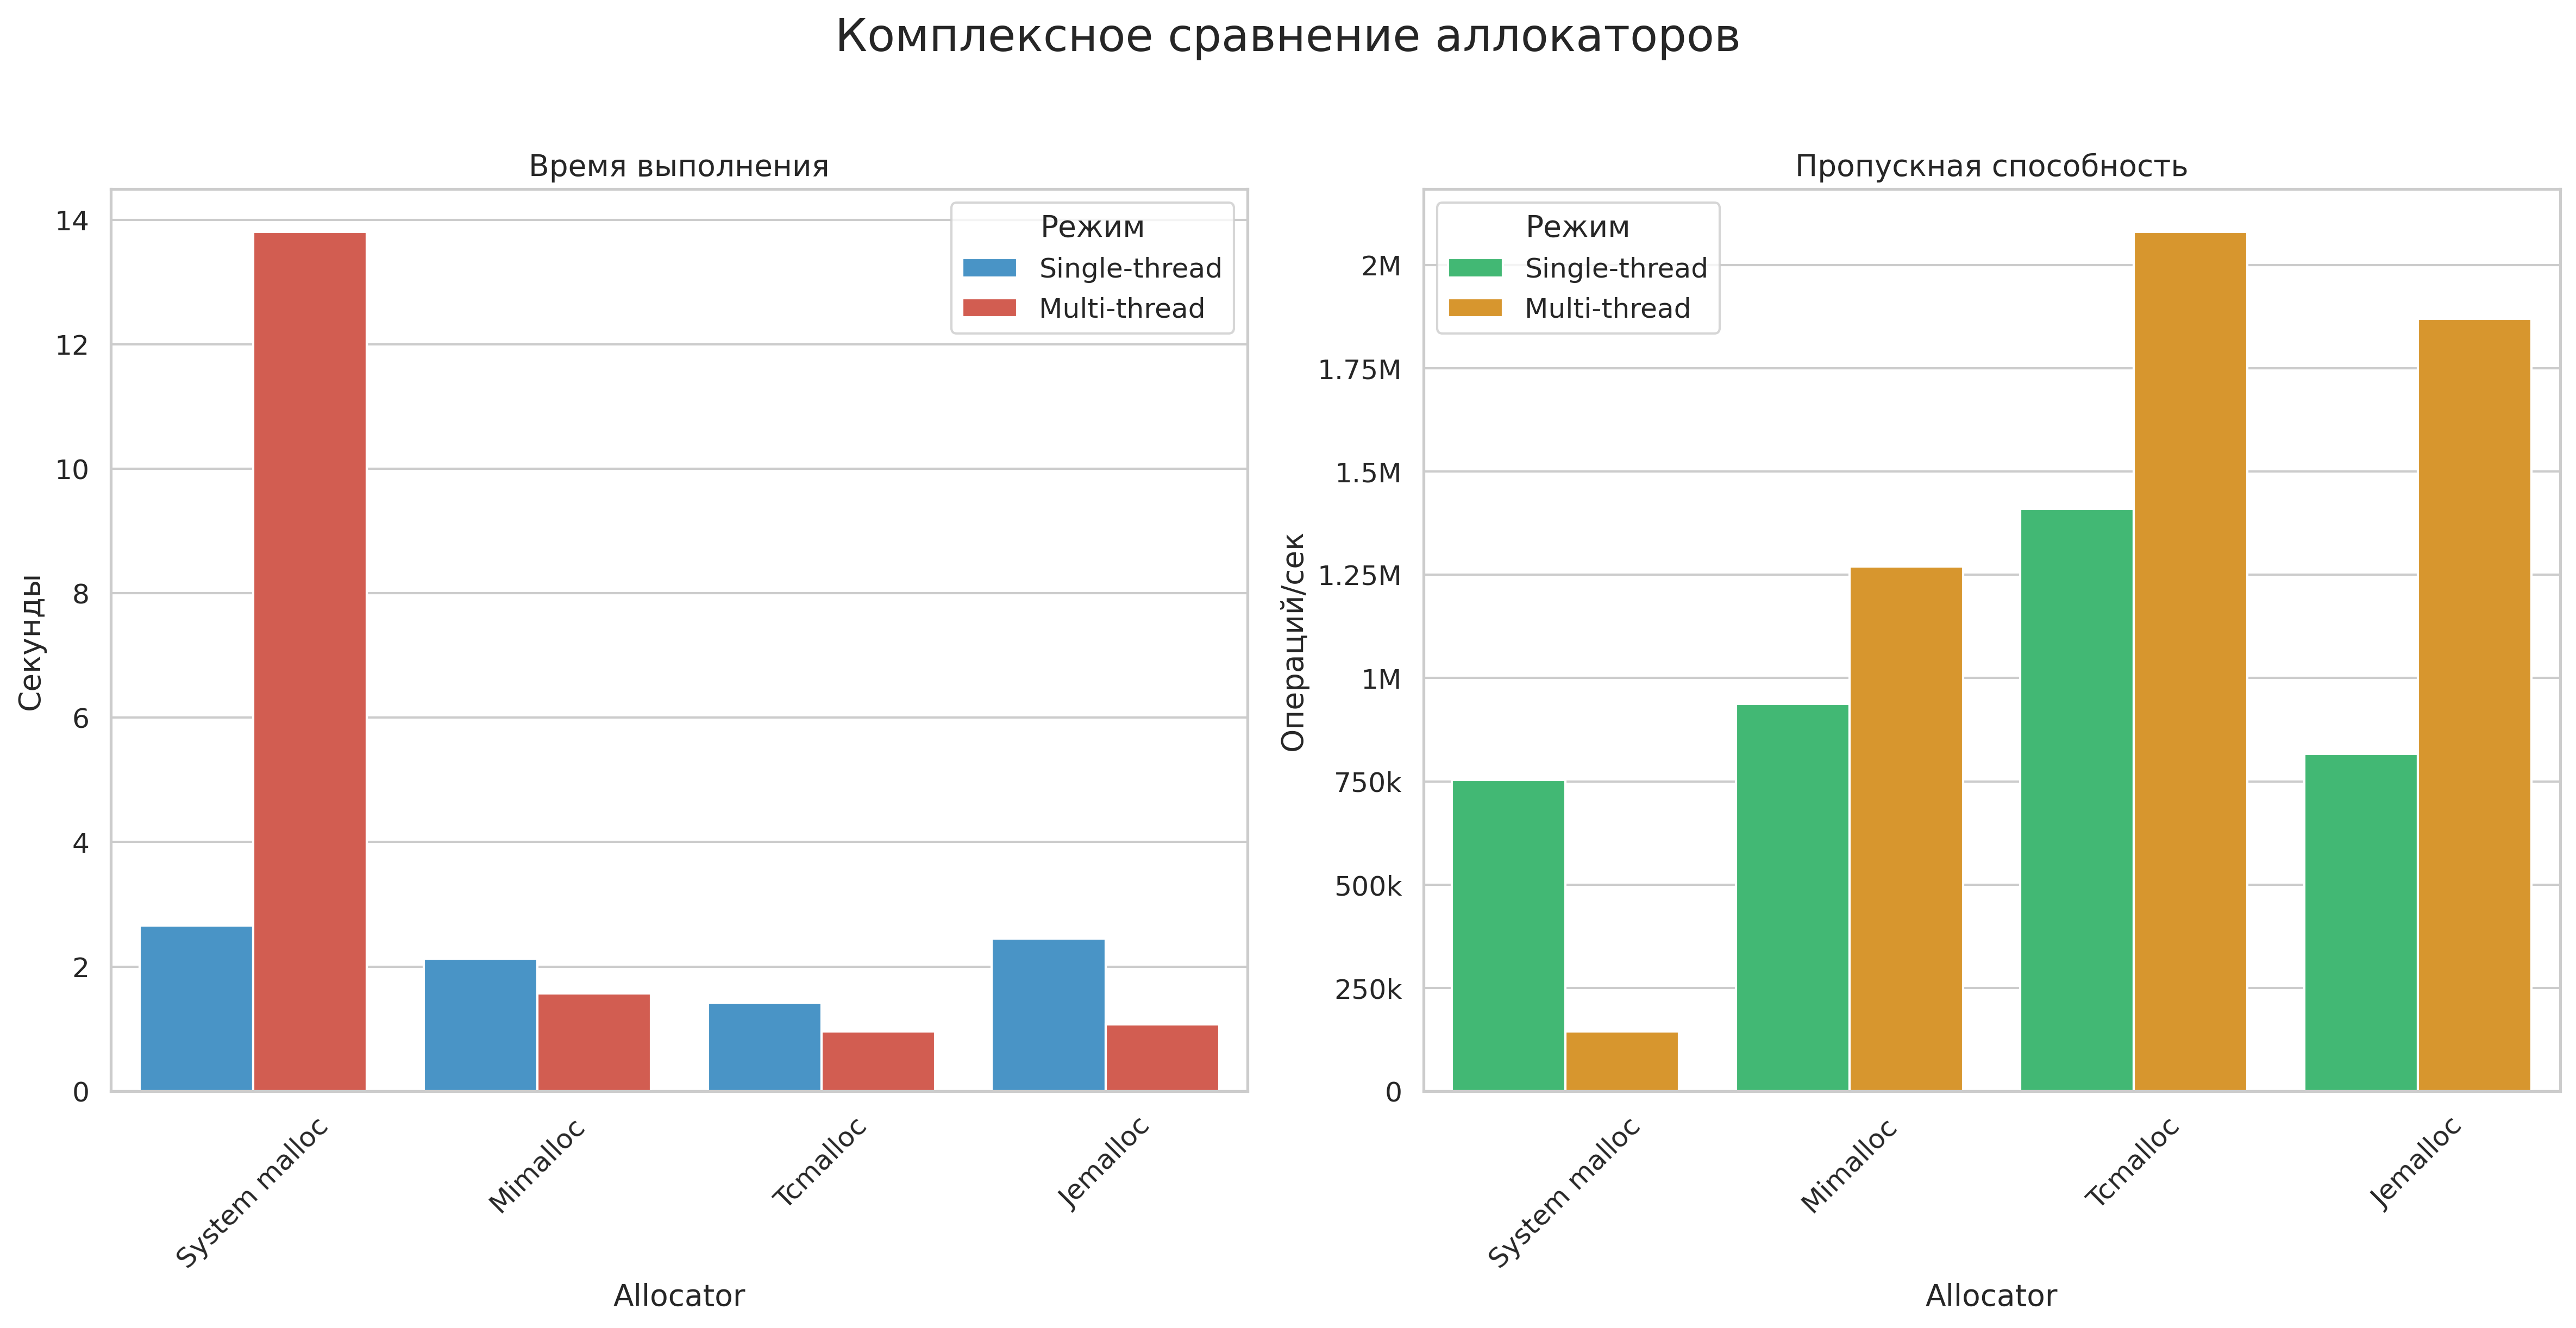 Комплексное сравнение аллокаторов
Время выполнения
Секунды
14
12
10
8
6
4
2
0
Режим
Single-thread
Multi-thread
System malloc
Mimalloc
Tcmalloc
Jemalloc
Allocator
Пропускная способность
Операций/сек
2M
1.75M
1.5M
1.25M
1M
750k
500k
250k
0
Режим
Single-thread
Multi-thread
System malloc
Mimalloc
Tcmalloc
Jemalloc
Allocator